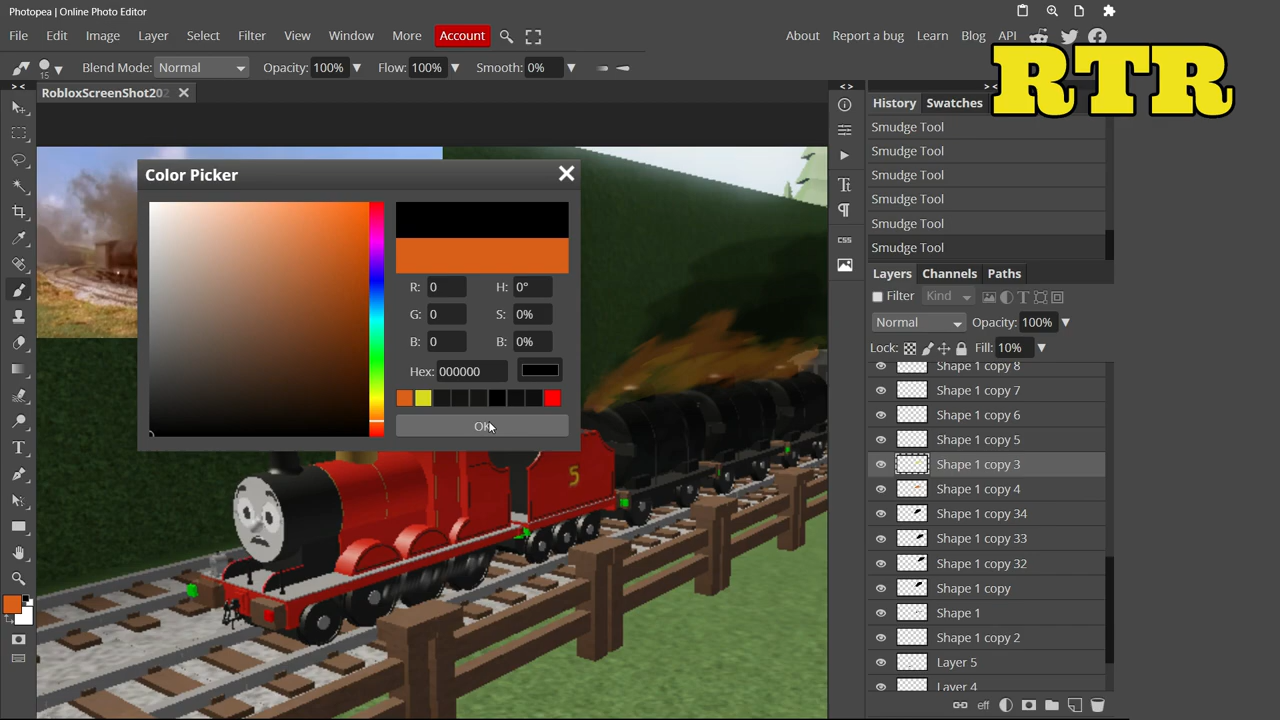 Photopea | Online Photo Editor
File Edit Image Layer Select Filter View Window More Account About Report a bug Learn Blog API
15 Blend Mode: Normal Opacity: 100% Flow: 100% Smooth: 0%
RTR
RobloxScreenShot202
History Swatches
Smudge Tool
Smudge Tool
Smudge Tool
Smudge Tool
Smudge Tool
Smudge Tool
CSS
Color Picker
R: 0 H: 0°
G: 0 S: 0%
B: 0 B: 0%
Hex: 000000
OK
5
Layers Channels Paths
Filter Kind
Normal Opacity: 100%
Lock: Fill: 10%
Shape 1 copy 8
Shape 1 copy 7
Shape 1 copy 6
Shape 1 copy 5
Shape 1 copy 3
Shape 1 copy 4
Shape 1 copy 34
Shape 1 copy 33
Shape 1 copy 32
Shape 1 copy
Shape 1
Shape 1 copy 2
Layer 5
Layer 4
eff